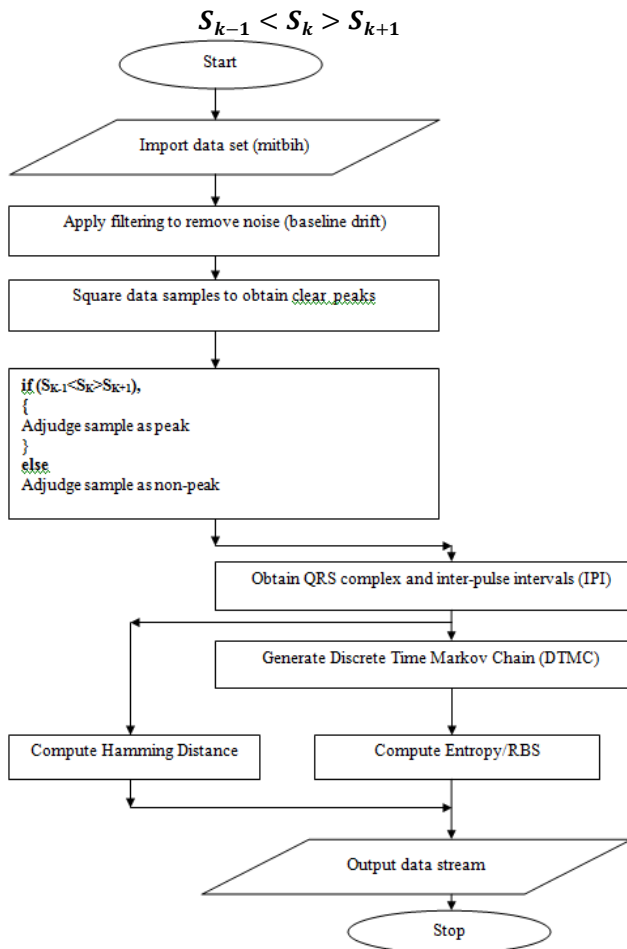 S_{k-1} < S_k > S_{k+1}
Start
Import data set (mitbih)
Apply filtering to remove noise (baseline drift)
Square data samples to obtain clear peaks
if (S_{K-1}<S_K>S_{K+1}),
{
Adjudge sample as peak
}
else
Adjudge sample as non-peak
Obtain QRS complex and inter-pulse intervals (IPI)
Generate Discrete Time Markov Chain (DTMC)
Compute Hamming Distance
Compute Entropy/RBS
Output data stream
Stop